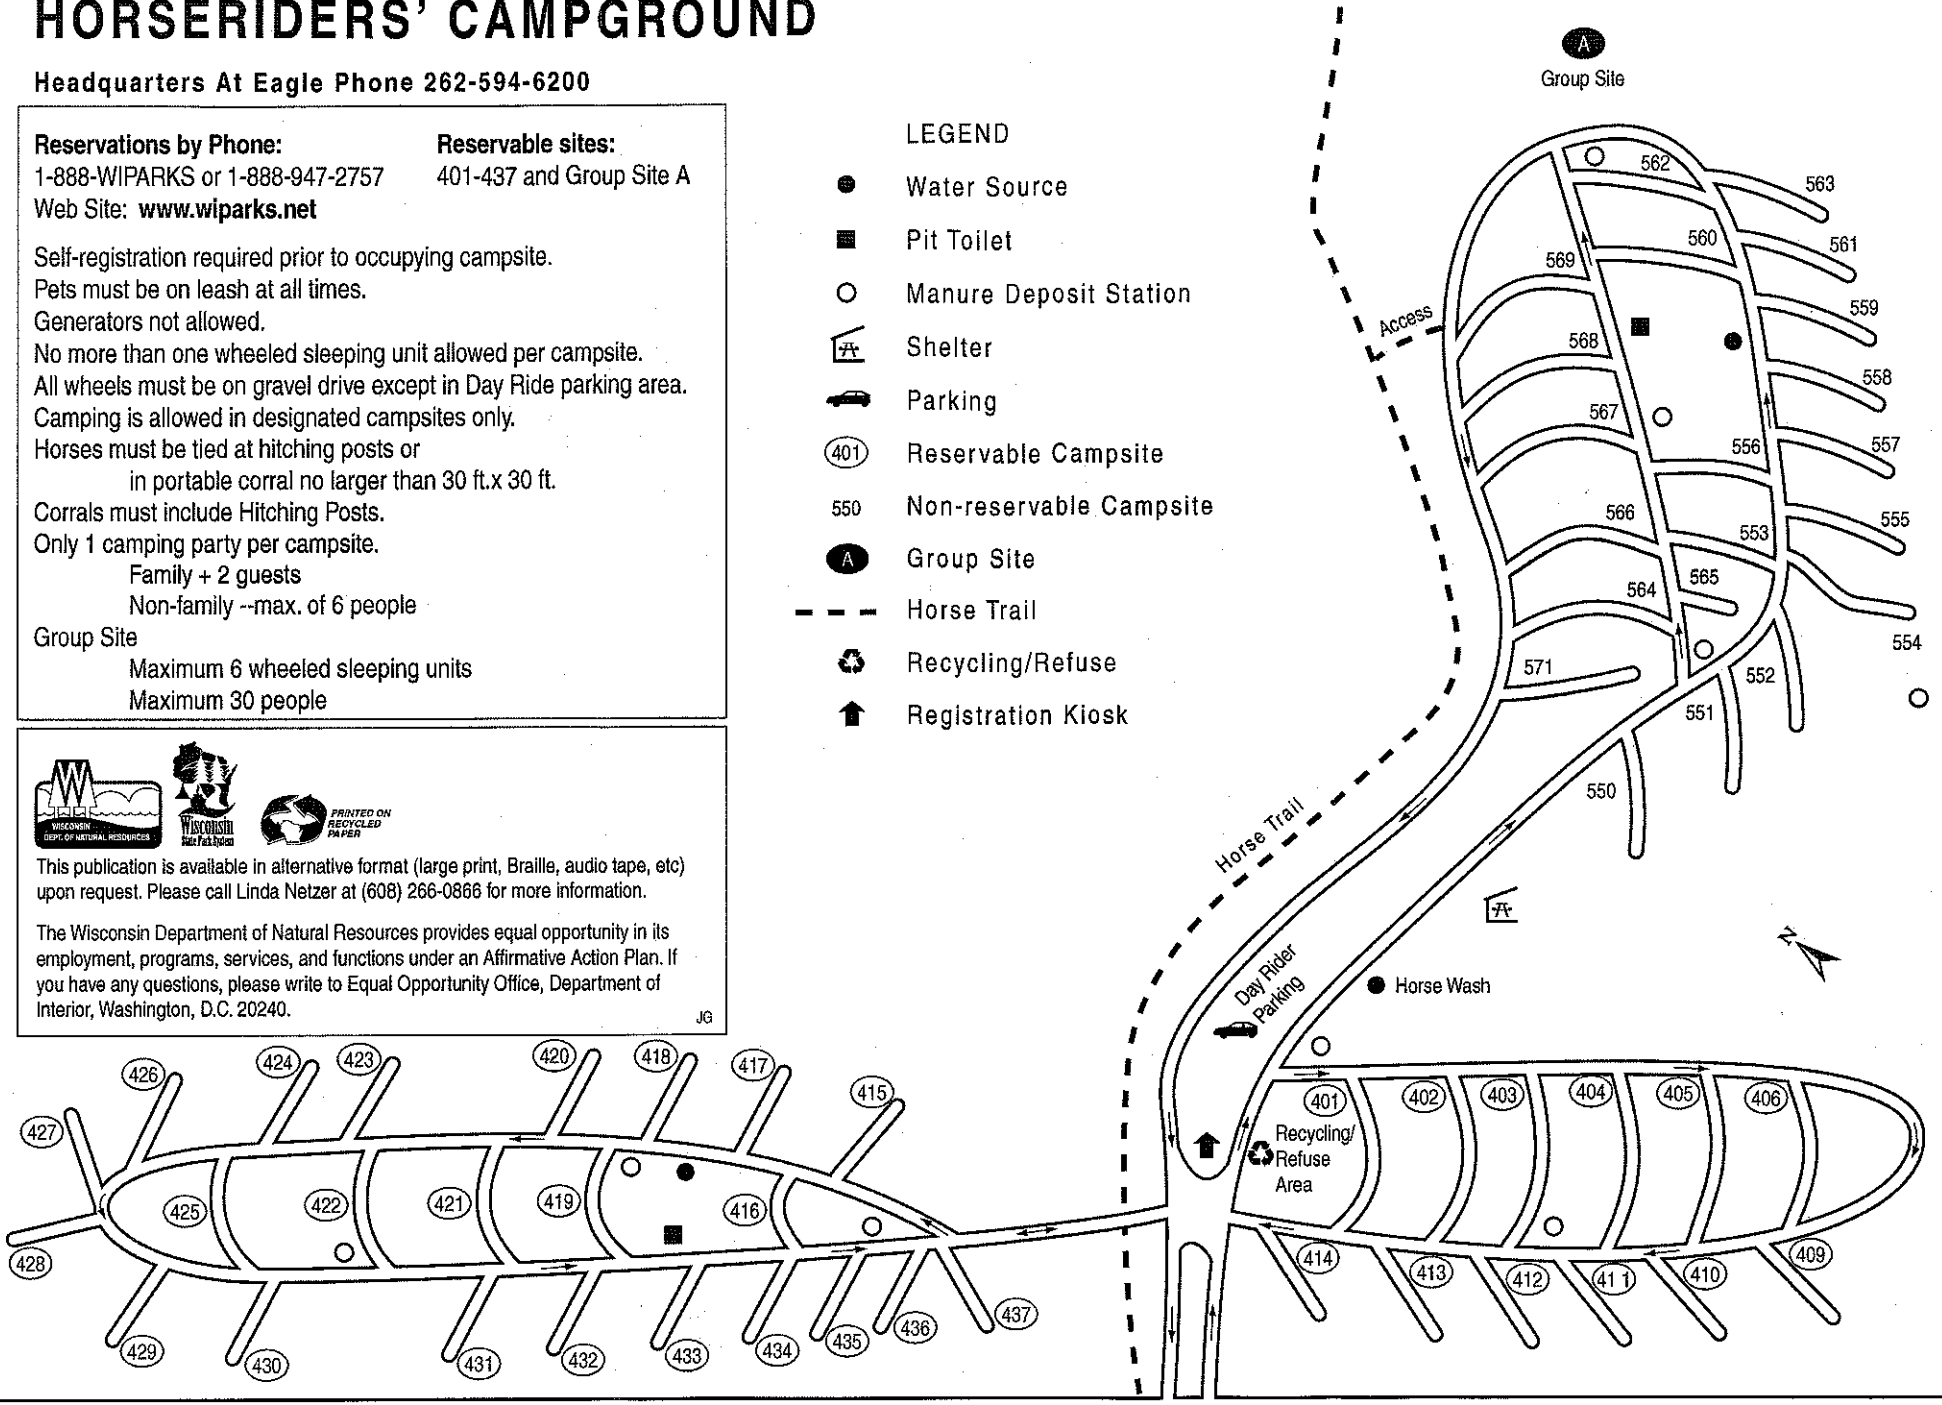 HORSERIDERS' CAMPGROUND
Headquarters At Eagle Phone 262-594-6200
Reservations by Phone:
1-888-WIPARKS or 1-888-947-2757
Web Site: www.wiparks.net
Reservable sites:
401-437 and Group Site A
Self-registration required prior to occupying campsite.
Pets must be on leash at all times.
Generators not allowed.
No more than one wheeled sleeping unit allowed per campsite.
All wheels must be on gravel drive except in Day Ride parking area.
Camping is allowed in designated campsites only.
Horses must be tied at hitching posts or
in portable corral no larger than 30 ft.x 30 ft.
Corrals must include Hitching Posts.
Only 1 camping party per campsite.
Family + 2 guests
Non-family --max. of 6 people
Group Site
Maximum 6 wheeled sleeping units
Maximum 30 people
W
WISCONSIN
DEPT. OF NATURAL RESOURCES
Wisconsin
State Park System
PRINTED ON
RECYCLED
PAPER
This publication is available in alternative format (large print, Braille, audio tape, etc)
upon request. Please call Linda Netzer at (608) 266-0866 for more information.
The Wisconsin Department of Natural Resources provides equal opportunity in its
employment, programs, services, and functions under an Affirmative Action Plan. If
you have any questions, please write to Equal Opportunity Office, Department of
Interior, Washington, D.C. 20240.
JG
LEGEND
Water Source
Pit Toilet
Manure Deposit Station
Shelter
Parking
401 Reservable Campsite
550 Non-reservable Campsite
A Group Site
Horse Trail
Recycling/Refuse
Registration Kiosk
A
Group Site
562
563
560
561
569
559
Access
568
558
567
556
557
566
553
555
565
564
554
571
552
551
550
Horse Trail
N
Day Rider
Parking
Horse Wash
401
402
403
404
405
406
Recycling/
Refuse
Area
414
413
412
411
410
409
426
424
423
420
418
417
415
427
425
422
421
419
416
428
429
430
431
432
433
434
435
436
437